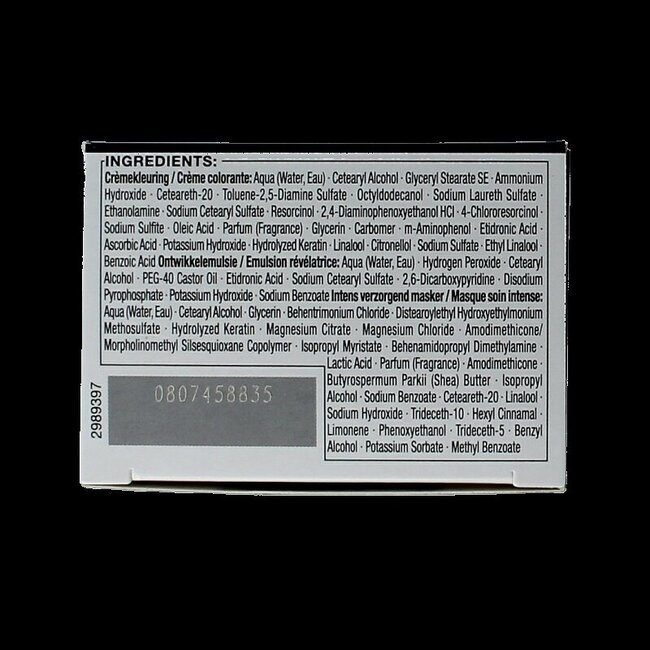 INGREDIENTS:
Crèmekleuring / Crème colorante: Aqua (Water, Eau) · Cetearyl Alcohol · Glyceryl Stearate SE · Ammonium
Hydroxide · Ceteareth-20 · Toluene-2,5-Diamine Sulfate · Octyldodecanol · Sodium Laureth Sulfate ·
Ethanolamine · Sodium Cetearyl Sulfate · Resorcinol · 2,4-Diaminophenoxyethanol HCl · 4-Chlororesorcinol
Sodium Sulfite · Oleic Acid · Parfum (Fragrance) · Glycerin · Carbomer · m-Aminophenol · Etidronic Acid ·
Ascorbic Acid · Potassium Hydroxide · Hydrolyzed Keratin · Linalool · Citronellol · Sodium Sulfate · Ethyl Linalool ·
Benzoic Acid Ontwikkelemulsie / Emulsion révélatrice: Aqua (Water, Eau) · Hydrogen Peroxide · Cetearyl
Alcohol · PEG-40 Castor Oil · Etidronic Acid · Sodium Cetearyl Sulfate · 2,6-Dicarboxypyridine · Disodium
Pyrophosphate · Potassium Hydroxide · Sodium Benzoate Intens verzorgend masker / Masque soin intense:
Aqua (Water, Eau) · Cetearyl Alcohol · Glycerin · Behentrimonium Chloride · Distearoylethyl Hydroxyethylmonium
Methosulfate · Hydrolyzed Keratin · Magnesium Citrate · Magnesium Chloride · Amodimethicone/
Morpholinomethyl Silsesquioxane Copolymer · Isopropyl Myristate · Behenamidopropyl Dimethylamine ·
Lactic Acid · Parfum (Fragrance) · Amodimethicone ·
Butyrospermum Parkii (Shea) Butter · Isopropyl
Alcohol · Sodium Benzoate · Ceteareth-20 · Linalool ·
Sodium Hydroxide · Trideceth-10 · Hexyl Cinnamal ·
Limonene · Phenoxyethanol · Trideceth-5 · Benzyl
Alcohol · Potassium Sorbate · Methyl Benzoate
0807458835
2989397